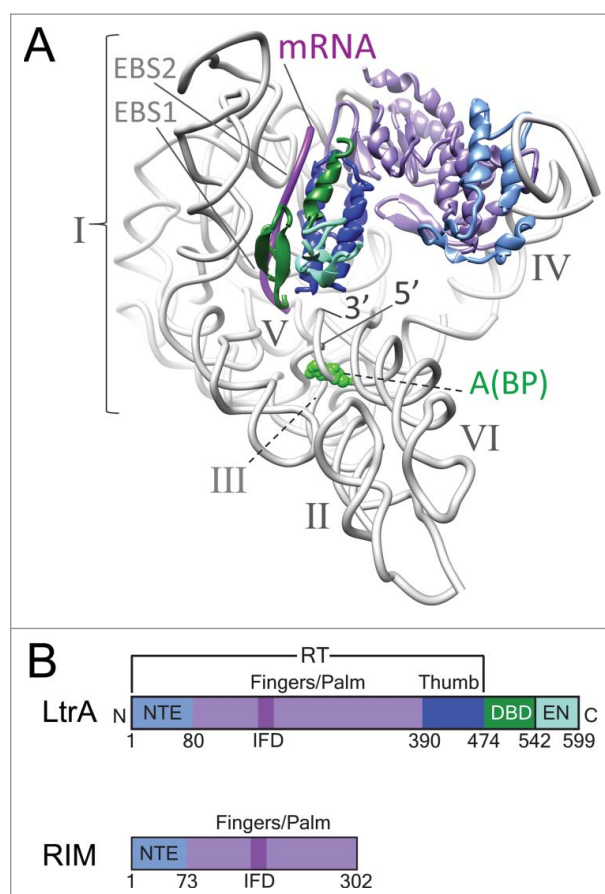 A
mRNA
EBS2
EBS1
I
IV
3’ 5’
V
A(BP)
VI
III
II
B
RT
Fingers/Palm Thumb
LtrA N NTE DBD EN C
1 80 IFD 390 474 542 599
Fingers/Palm
RIM NTE
1 73 IFD 302